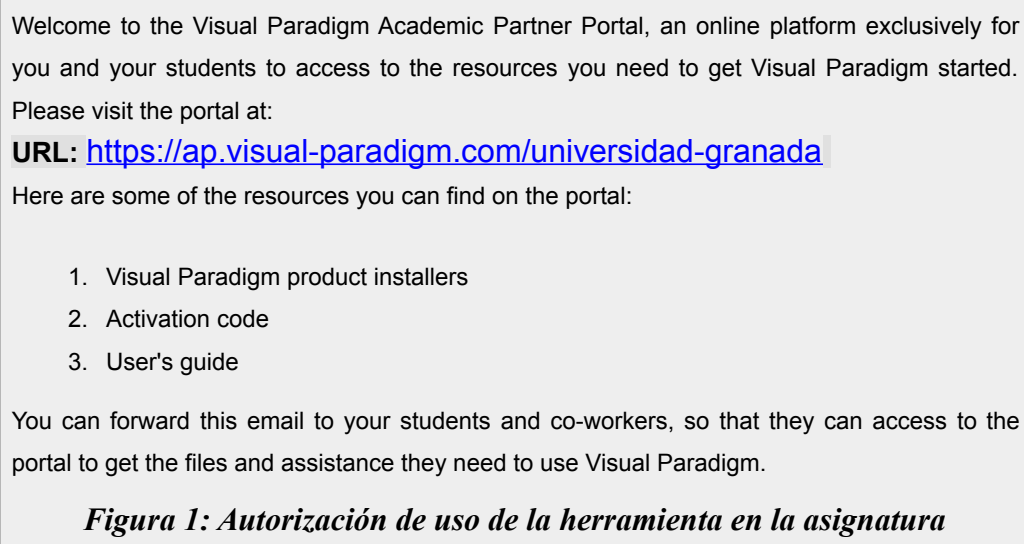 Welcome to the Visual Paradigm Academic Partner Portal, an online platform exclusively for
you and your students to access to the resources you need to get Visual Paradigm started.
Please visit the portal at:
URL: https://ap.visual-paradigm.com/universidad-granada
Here are some of the resources you can find on the portal:
1. Visual Paradigm product installers
2. Activation code
3. User's guide
You can forward this email to your students and co-workers, so that they can access to the
portal to get the files and assistance they need to use Visual Paradigm.
Figura 1: Autorización de uso de la herramienta en la asignatura